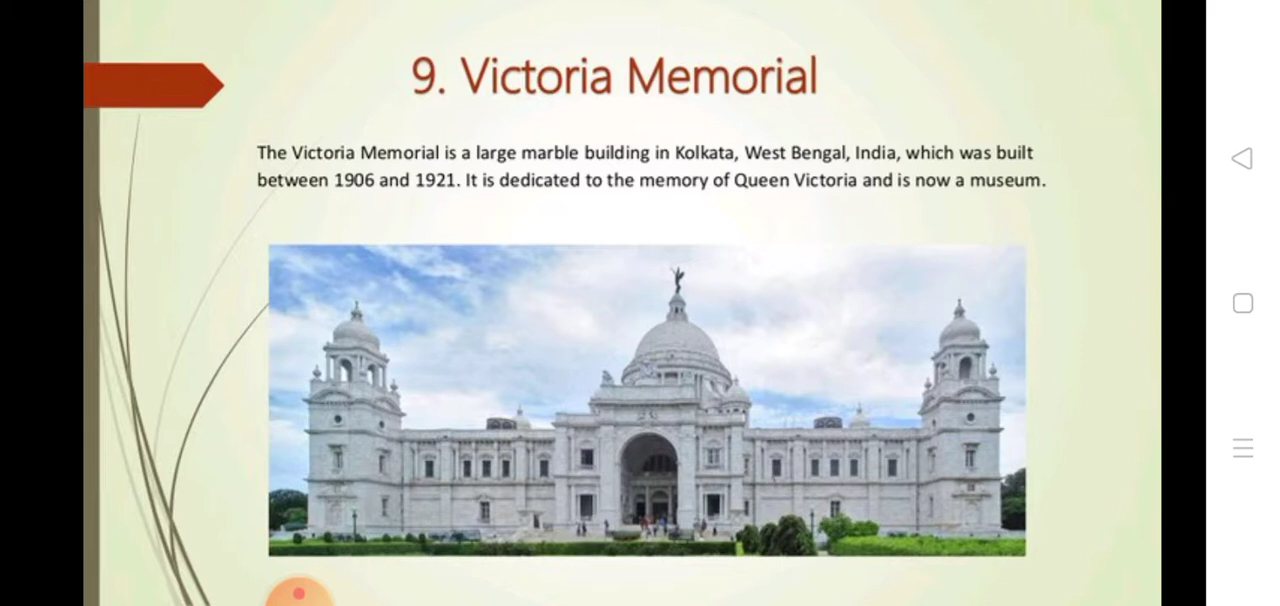 9. Victoria Memorial
The Victoria Memorial is a large marble building in Kolkata, West Bengal, India, which was built
between 1906 and 1921. It is dedicated to the memory of Queen Victoria and is now a museum.